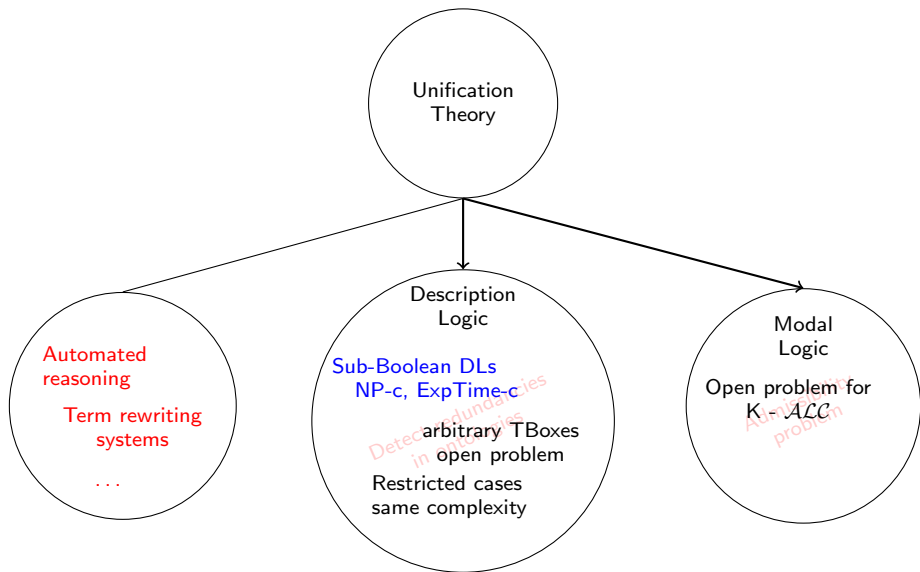 Unification
Theory
Automated
reasoning
Term rewriting
systems
...
Description
Logic
Sub-Boolean DLs
NP-c, ExpTime-c
Detect redundancies
in ontologies
arbitrary TBoxes
open problem
Restricted cases
same complexity
Modal
Logic
Open problem for
K - ALC
Admissibility
problem